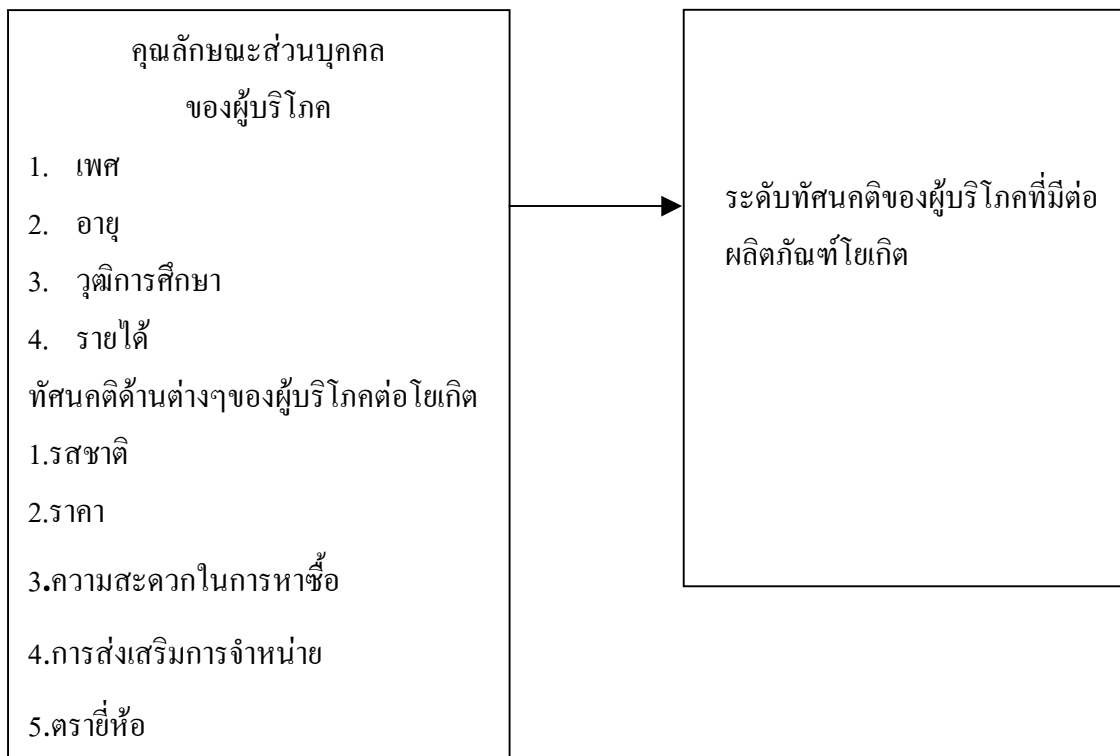 คุณลักษณะส่วนบุคคล
ของผู้บริโภค
1. เพศ
2. อายุ
3. วุฒิการศึกษา
4. รายได้
ทัศนคติด้านต่างๆของผู้บริโภคต่อโยเกิต
1.รสชาติ
2.ราคา
3.ความสะดวกในการหาซื้อ
4.การส่งเสริมการจำหน่าย
5.ตรายี่ห้อ
ระดับทัศนคติของผู้บริโภคที่มีต่อ
ผลิตภัณฑ์โยเกิต